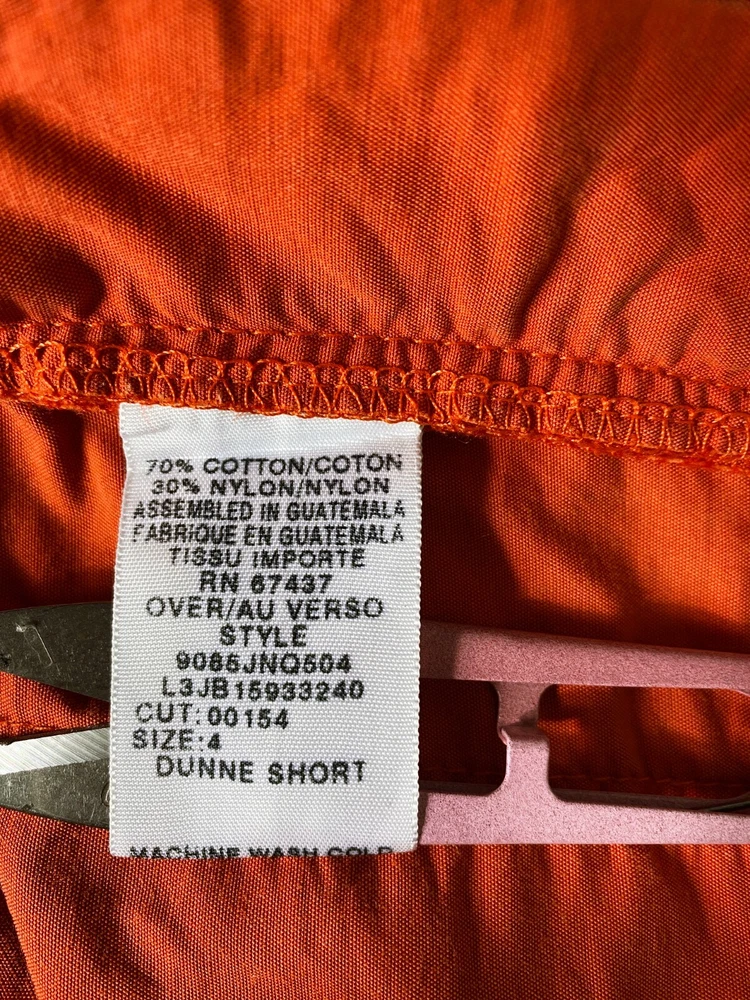 70% COTTON/COTON
30% NYLON/NYLON
ASSEMBLED IN GUATEMALA
FABRIQUE EN GUATEMALA
TISSU IMPORTE
RN 67437
OVER/AU VERSO
STYLE
9085JNQ504
L3JB15933240
CUT:00154
SIZE:4
DUNNE SHORT
MACHINE WASH COLD